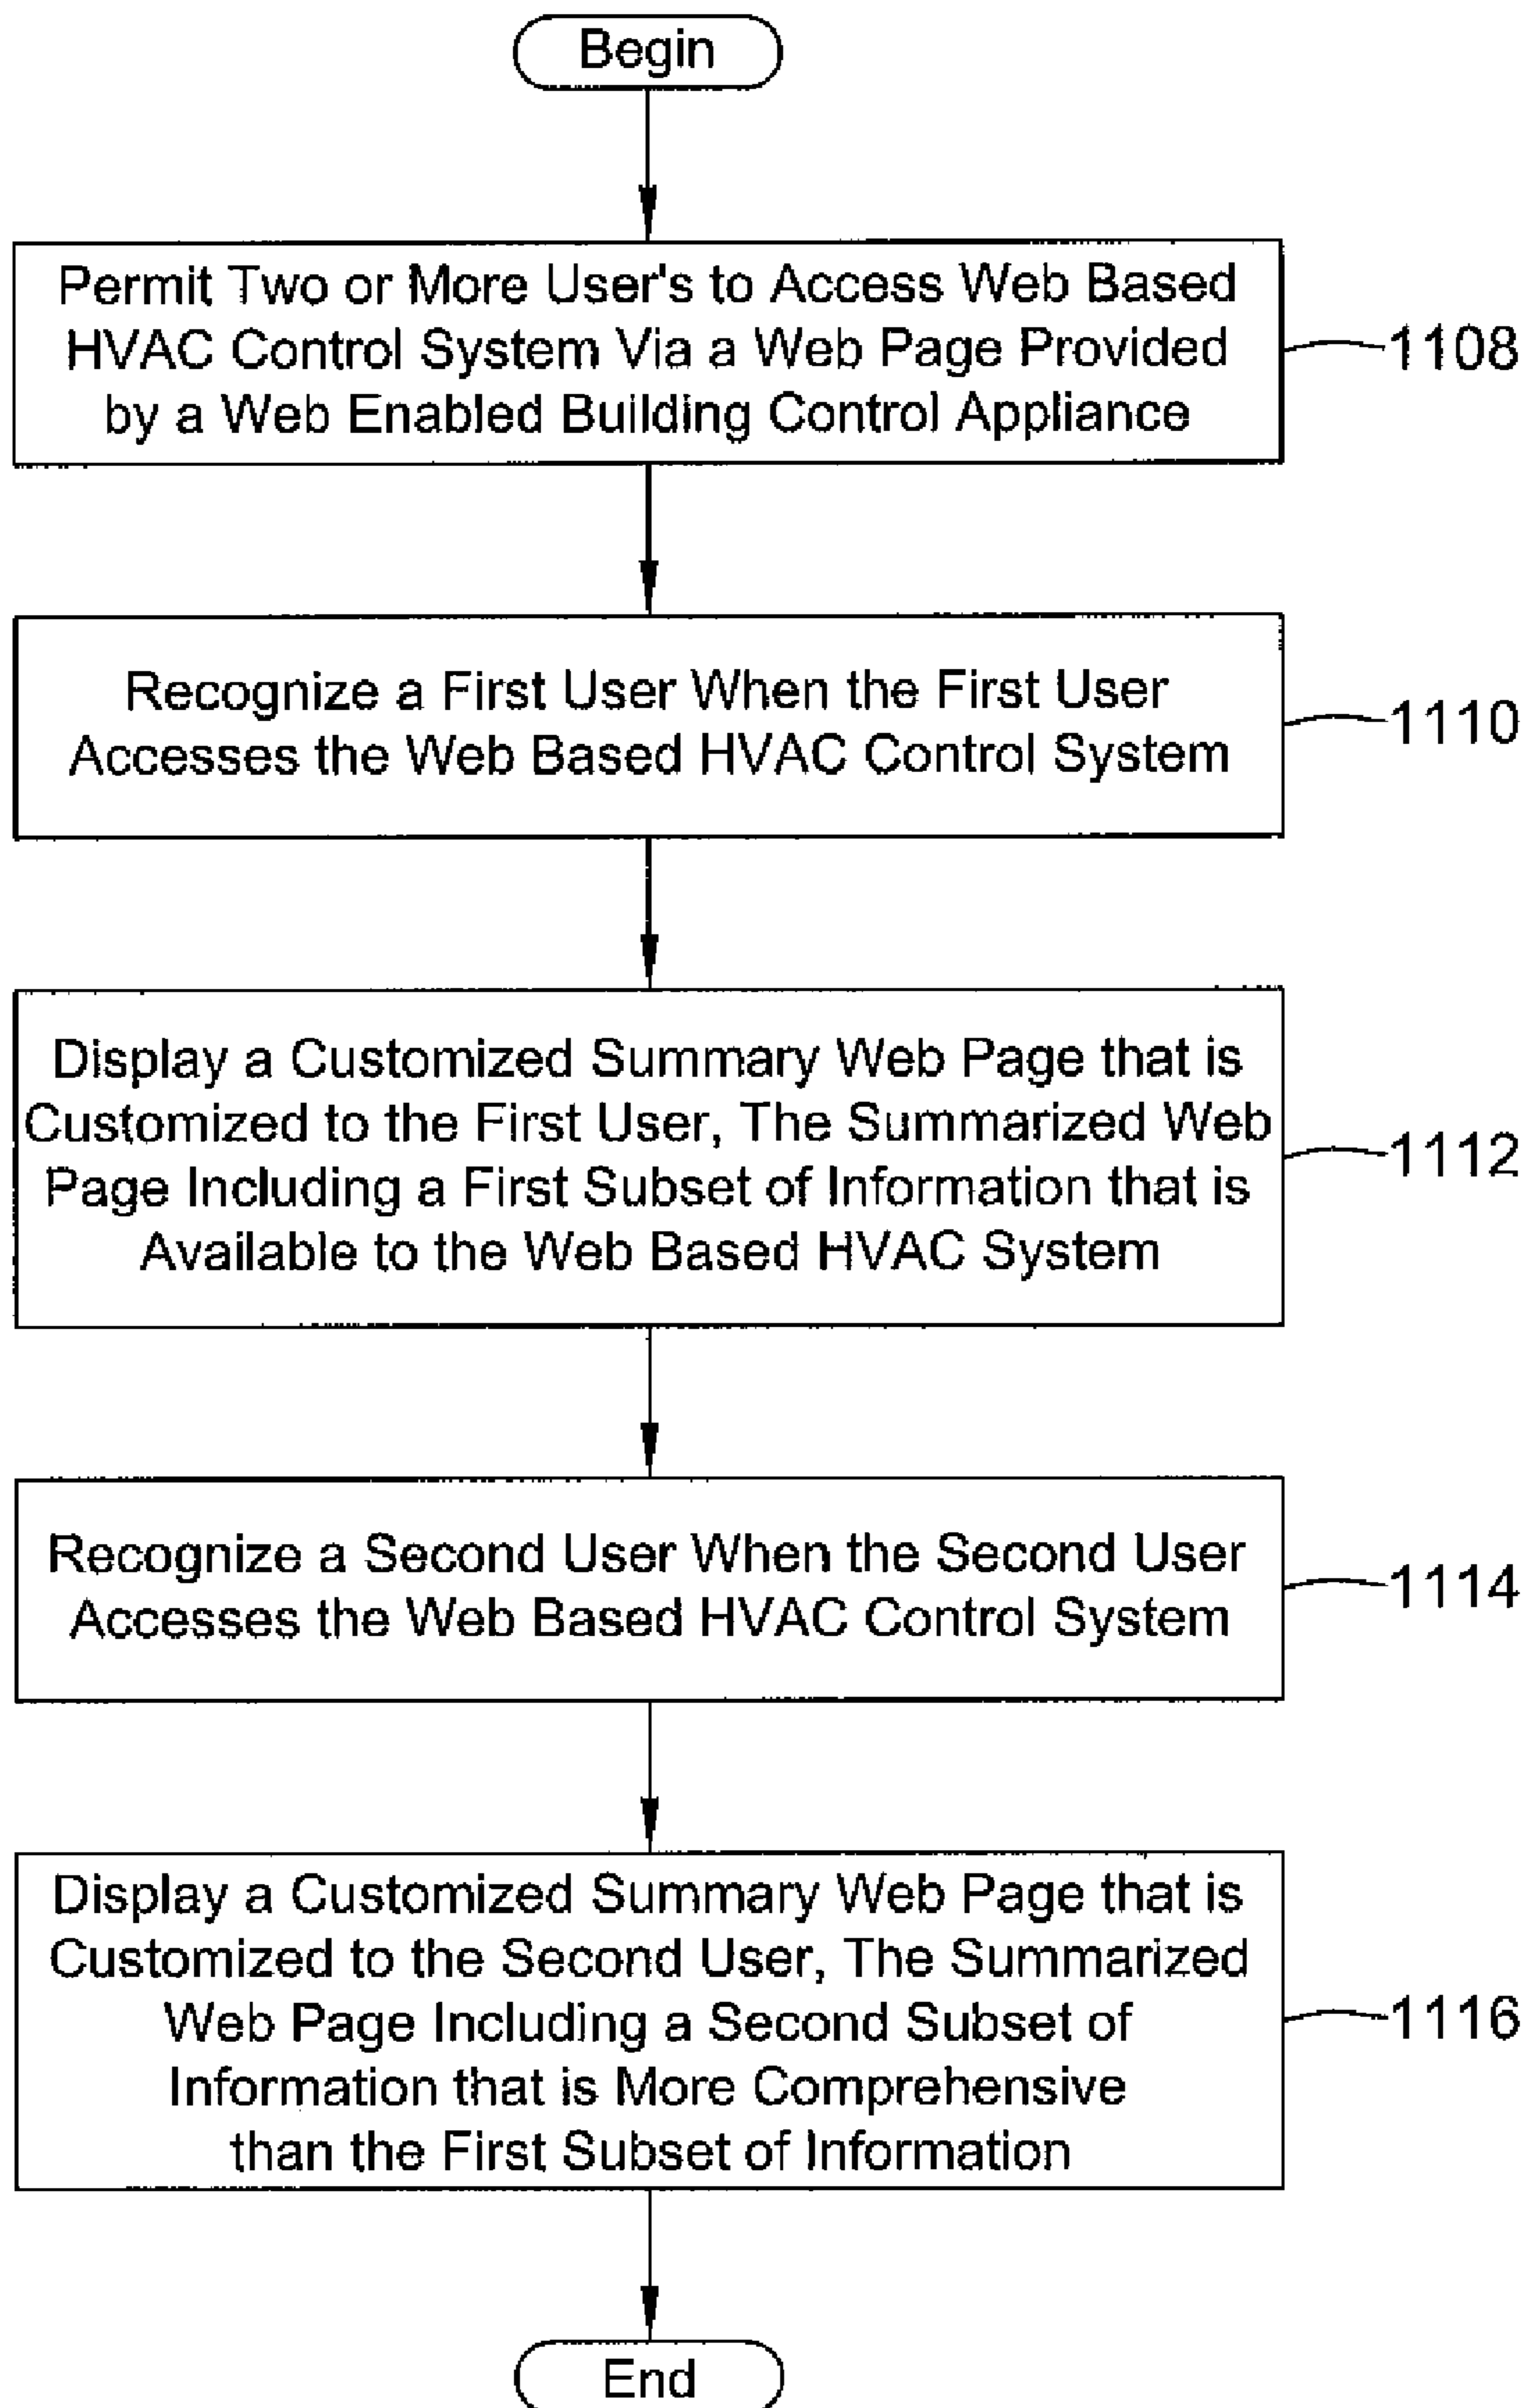 Begin
Permit Two or More User's to Access Web Based
HVAC Control System Via a Web Page Provided
by a Web Enabled Building Control Appliance
1108
Recognize a First User When the First User
Accesses the Web Based HVAC Control System
1110
Display a Customized Summary Web Page that is
Customized to the First User, The Summarized Web
Page Including a First Subset of Information that is
Available to the Web Based HVAC System
1112
Recognize a Second User When the Second User
Accesses the Web Based HVAC Control System
1114
Display a Customized Summary Web Page that is
Customized to the Second User, The Summarized
Web Page Including a Second Subset of
Information that is More Comprehensive
than the First Subset of Information
1116
End